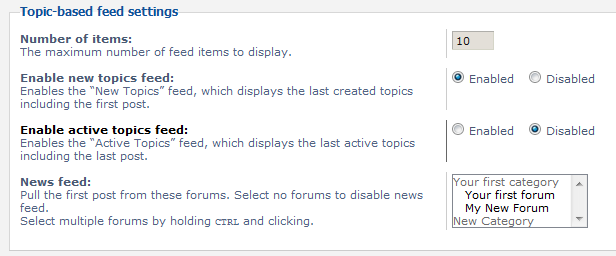 Topic-based feed settings
Number of items:
The maximum number of feed items to display.
10
Enable new topics feed:
Enables the “New Topics” feed, which displays the last created topics
including the first post.
Enabled Disabled
Enable active topics feed:
Enables the “Active Topics” feed, which displays the last active topics
including the last post.
Enabled Disabled
News feed:
Pull the first post from these forums. Select no forums to disable news
feed.
Select multiple forums by holding CTRL and clicking.
Your first category
Your first forum
My New Forum
New Category